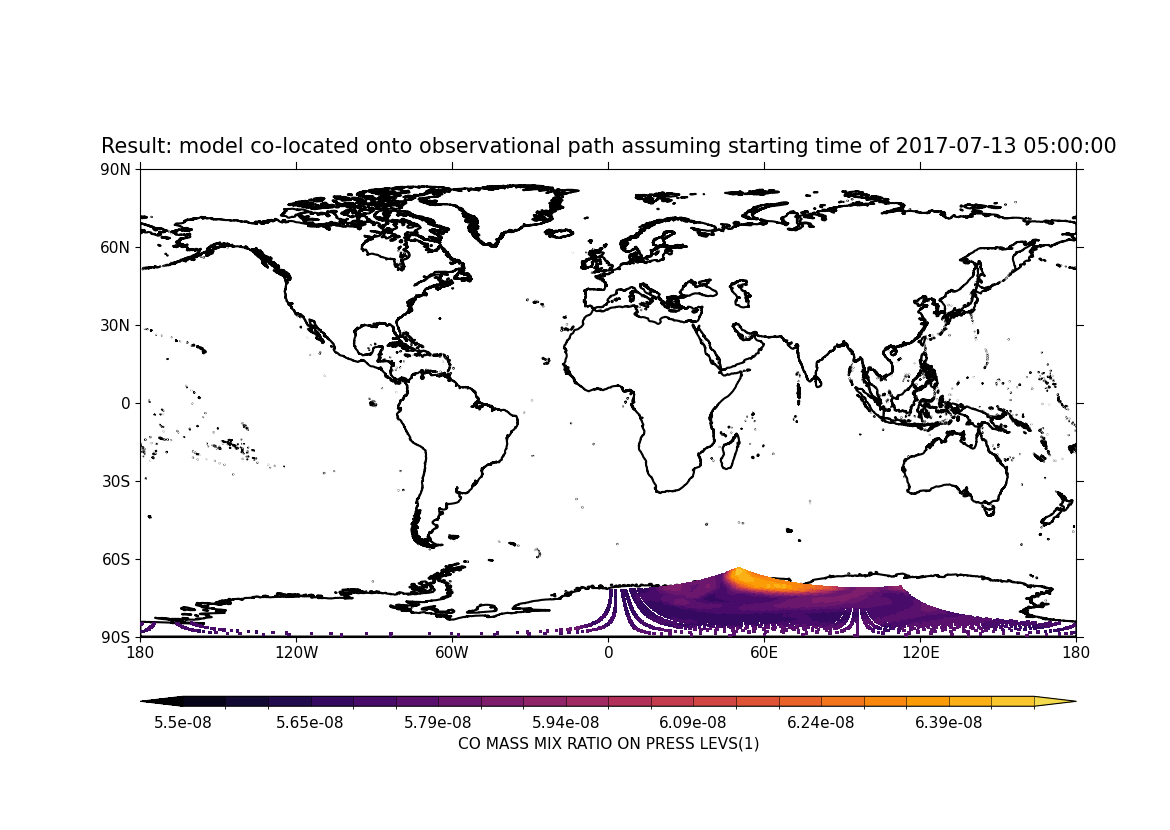 Result: model co-located onto observational path assuming starting time of 2017-07-13 05:00:00
90N
60N
30N
0
30S
60S
90S
180 120W 60W 0 60E 120E 180
5.5e-08 5.65e-08 5.79e-08 5.94e-08 6.09e-08 6.24e-08 6.39e-08
CO MASS MIX RATIO ON PRESS LEVS(1)